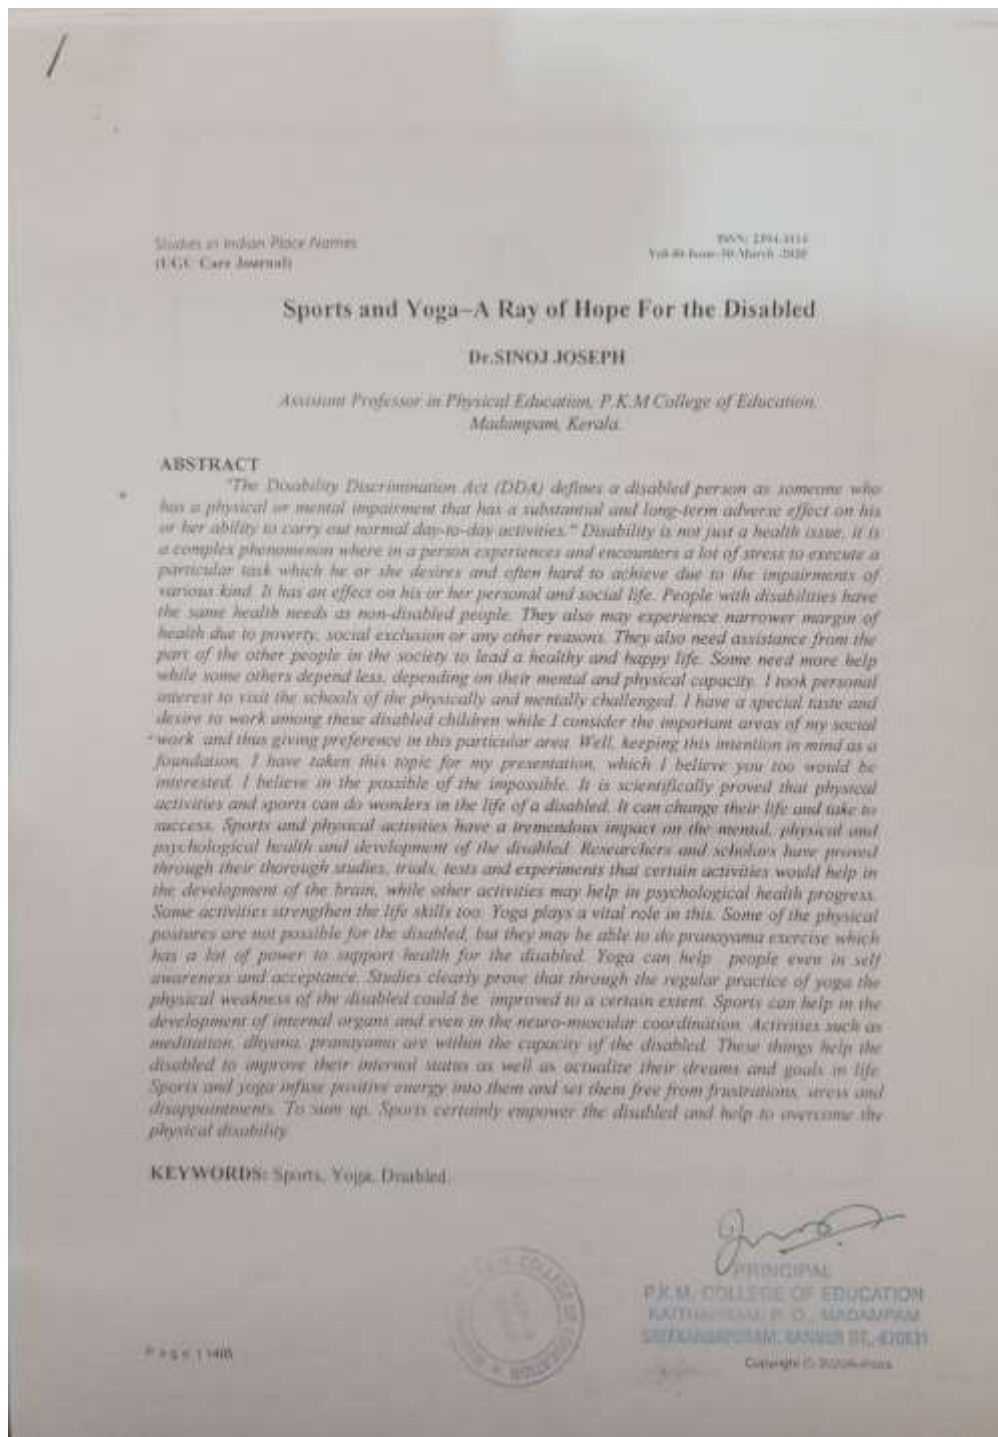 Studies in Indian Place Names
(UGC Care Journal)
ISSN: 2394-3114
Vol-40-Issue-50-March -2020
Sports and Yoga–A Ray of Hope For the Disabled
Dr.SINOJ JOSEPH
Assistant Professor in Physical Education, P.K.M College of Education,
Madampam, Kerala.
ABSTRACT
"The Disability Discrimination Act (DDA) defines a disabled person as someone who
has a physical or mental impairment that has a substantial and long-term adverse effect on his
or her ability to carry out normal day-to-day activities." Disability is not just a health issue, it is
a complex phenomenon where in a person experiences and encounters a lot of stress to execute a
particular task which he or she desires and often hard to achieve due to the impairments of
various kind. It has an effect on his or her personal and social life. People with disabilities have
the same health needs as non-disabled people. They also may experience narrower margin of
health due to poverty, social exclusion or any other reasons. They also need assistance from the
part of the other people in the society to lead a healthy and happy life. Some need more help
while some others depend less, depending on their mental and physical capacity. I took personal
interest to visit the schools of the physically and mentally challenged. I have a special taste and
desire to work among these disabled children while I consider the important areas of my social
work and thus giving preference in this particular area. Well, keeping this intention in mind as a
foundation, I have taken this topic for my presentation, which I believe you too would be
interested. I believe in the possible of the impossible. It is scientifically proved that physical
activities and sports can do wonders in the life of a disabled. It can change their life and take to
success. Sports and physical activities have a tremendous impact on the mental, physical and
psychological health and development of the disabled. Researchers and scholars have proved
through their thorough studies, trials, tests and experiments that certain activities would help in
the development of the brain, while other activities may help in psychological health progress.
Some activities strengthen the life skills too. Yoga plays a vital role in this. Some of the physical
postures are not possible for the disabled, but they may be able to do pranayama exercise which
has a lot of power to support health for the disabled. Yoga can help people even in self
awareness and acceptance. Studies clearly prove that through the regular practice of yoga the
physical weakness of the disabled could be improved to a certain extent. Sports can help in the
development of internal organs and even in the neuro-muscular coordination. Activities such as
meditation, dhyana, pranayama are within the capacity of the disabled. These things help the
disabled to improve their internal status as well as actualize their dreams and goals in life.
Sports and yoga infuse positive energy into them and set them free from frustrations, stress and
disappointments. To sum up, Sports certainly empower the disabled and help to overcome the
physical disability.
KEYWORDS: Sports, Yoga, Disabled.
PRINCIPAL
P.K.M. COLLEGE OF EDUCATION
P. O., MADAMPAM
COLLEGE OF EDUCATION
Page | 1405
Copyright © 2020Authors